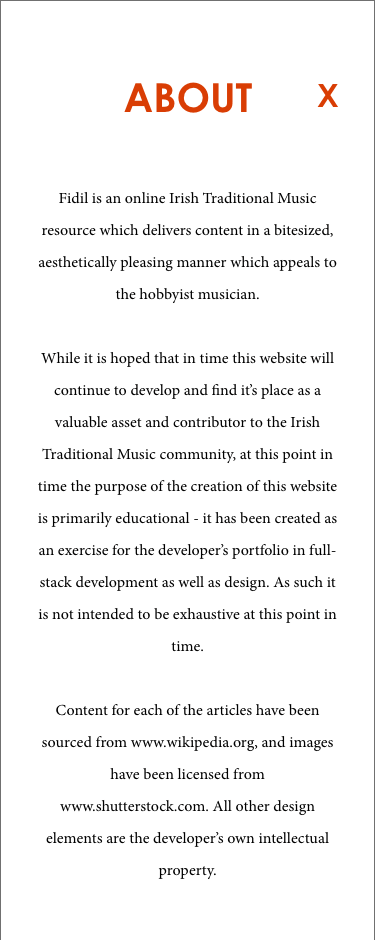 ABOUT X
Fidil is an online Irish Traditional Music
resource which delivers content in a bitesized,
aesthetically pleasing manner which appeals to
the hobbyist musician.
While it is hoped that in time this website will
continue to develop and find it’s place as a
valuable asset and contributor to the Irish
Traditional Music community, at this point in
time the purpose of the creation of this website
is primarily educational - it has been created as
an exercise for the developer’s portfolio in full-
stack development as well as design. As such it
is not intended to be exhaustive at this point in
time.
Content for each of the articles have been
sourced from www.wikipedia.org, and images
have been licensed from
www.shutterstock.com. All other design
elements are the developer’s own intellectual
property.